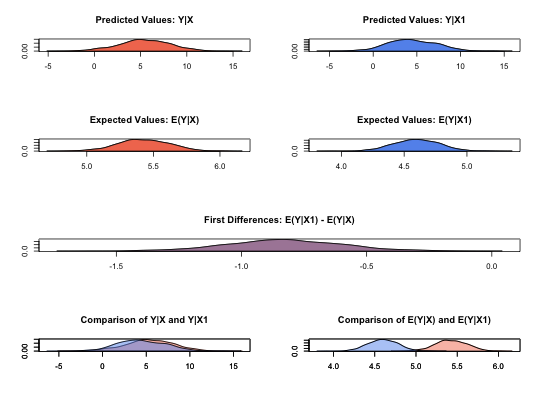 Predicted Values: Y|X
Predicted Values: Y|X1
0.00
-5 0 5 10 15
0.00
-5 0 5 10 15
Expected Values: E(Y|X)
Expected Values: E(Y|X1)
0.0
5.0 5.5 6.0
0.0
4.0 4.5 5.0
First Differences: E(Y|X1) - E(Y|X)
0.0
-1.5 -1.0 -0.5 0.0
Comparison of Y|X and Y|X1
Comparison of E(Y|X) and E(Y|X1)
0.00
-5 0 5 10 15
0.0
4.0 4.5 5.0 5.5 6.0